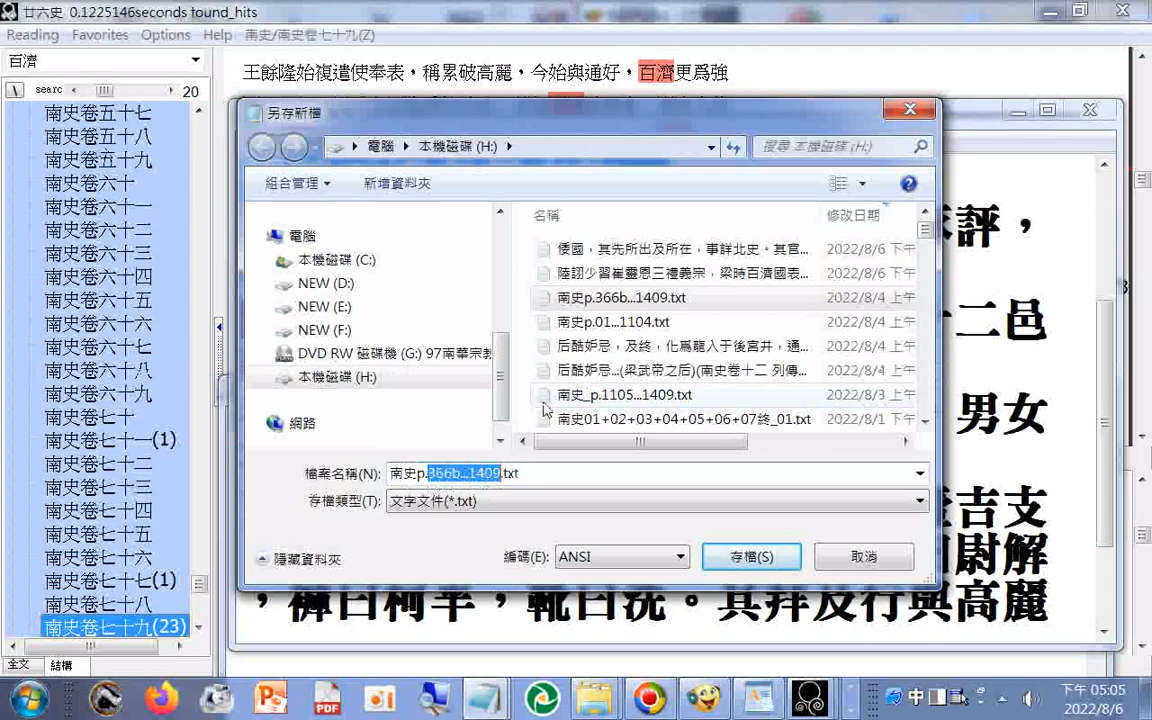 廿六史 0.1225146seconds found_hits
Reading Favorites Options Help 南史/南史卷七十九(Z)
百濟
searc 20
王餘隆始復遣使奉表，稱累破高麗，今始與通好，百濟更爲強
南史卷五十七
南史卷五十八
南史卷五十九
南史卷六十
南史卷六十一
南史卷六十二
南史卷六十三
南史卷六十四
南史卷六十五
南史卷六十六
南史卷六十七
南史卷六十八
南史卷六十九
南史卷七十
南史卷七十一(1)
南史卷七十二
南史卷七十三
南史卷七十四
南史卷七十五
南史卷七十六
南史卷七十七(1)
南史卷七十八
南史卷七十九(23)
全文 結構
另存新檔
電腦 本機磁碟 (H:) 搜尋 本機磁碟 (H:)
組合管理 新增資料夾
電腦
本機磁碟 (C:)
NEW (D:)
NEW (E:)
NEW (F:)
DVD RW 磁碟機 (G:) 97南華宗教
本機磁碟 (H:)
網路
名稱 修改日期
倭國，其先所出及所在，事詳北史。其官... 2022/8/6 下午
陸詡少習崔靈恩三禮義宗，梁時百濟國表... 2022/8/6 下午
南史p.366b...1409.txt 2022/8/4 上午
南史p.01...1104.txt 2022/8/4 上午
后酷妒忌，及終，化爲龍入于後宮井，通... 2022/8/4 上午
后酷妒忌...(梁武帝之后)(南史卷十二 列傳... 2022/8/4 上午
南史_p.1105...1409.txt 2022/8/3 上午
南史01+02+03+04+05+06+07終_01.txt 2022/8/1 下午
檔案名稱(N): 南史p.366b...1409.txt
存檔類型(T): 文字文件(*.txt)
隱藏資料夾 編碼(E): ANSI 存檔(S) 取消
評，
二邑
男女
吉支
尉解
，褲曰柯半，靴曰洗。其拜及行與高麗
中
下午 05:05
2022/8/6